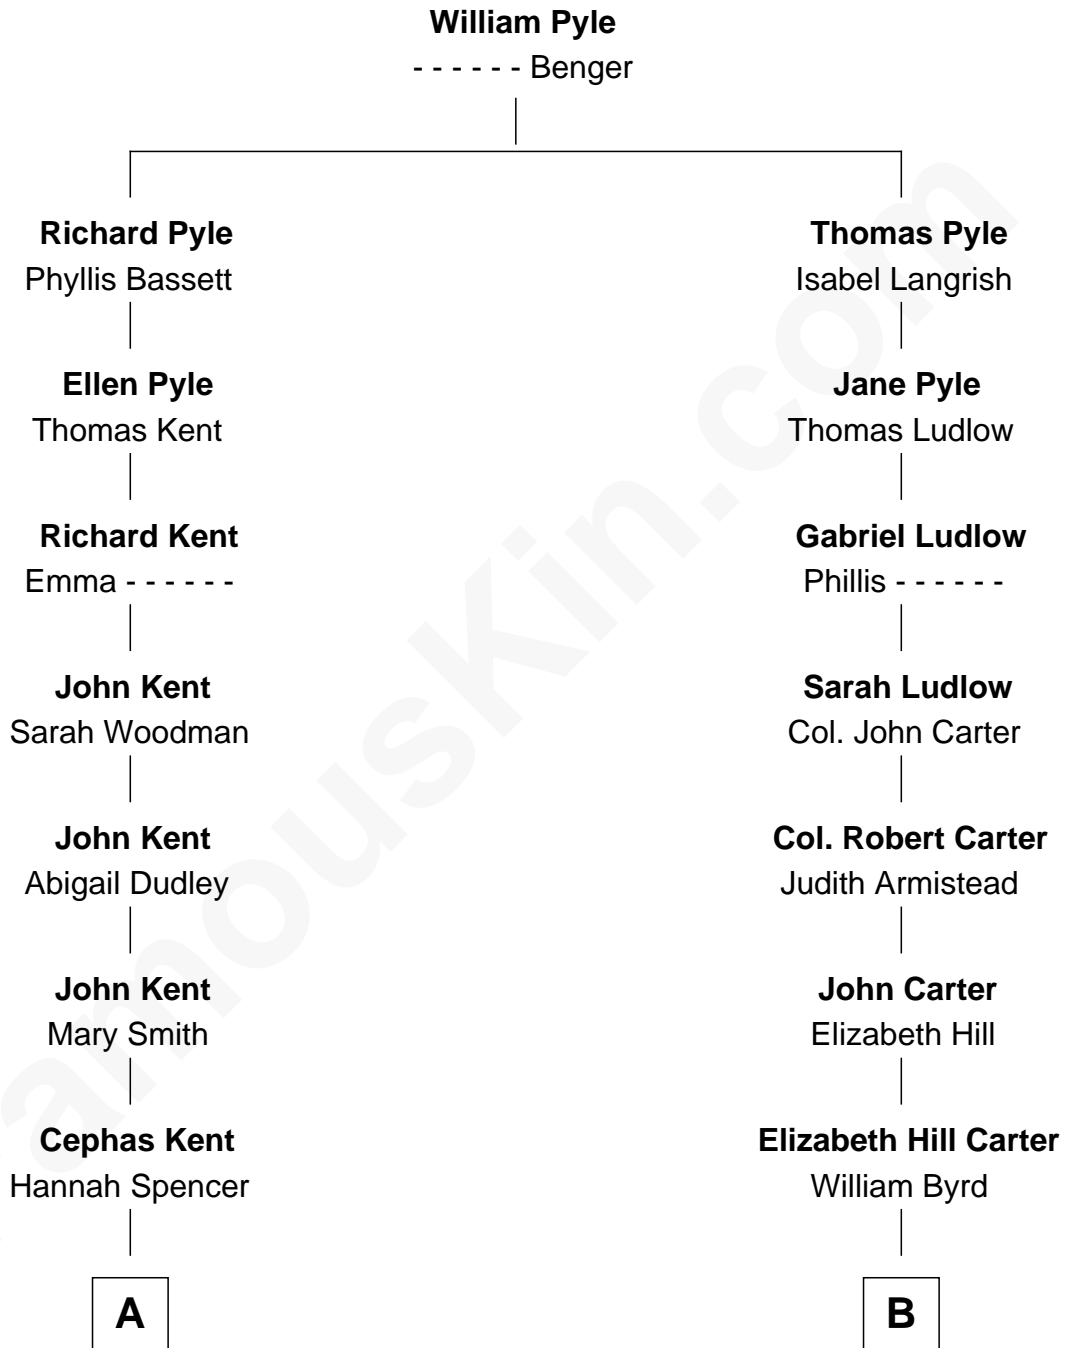 William Pyle
- - - - - - Benger
Richard Pyle
Phyllis Bassett
Thomas Pyle
Isabel Langrish
Ellen Pyle
Thomas Kent
Jane Pyle
Thomas Ludlow
Richard Kent
Emma - - - - - -
Gabriel Ludlow
Phillis - - - - - -
John Kent
Sarah Woodman
Sarah Ludlow
Col. John Carter
John Kent
Abigail Dudley
Col. Robert Carter
Judith Armistead
John Kent
Mary Smith
John Carter
Elizabeth Hill
Cephas Kent
Hannah Spencer
Elizabeth Hill Carter
William Byrd
A
B
amousKin.com